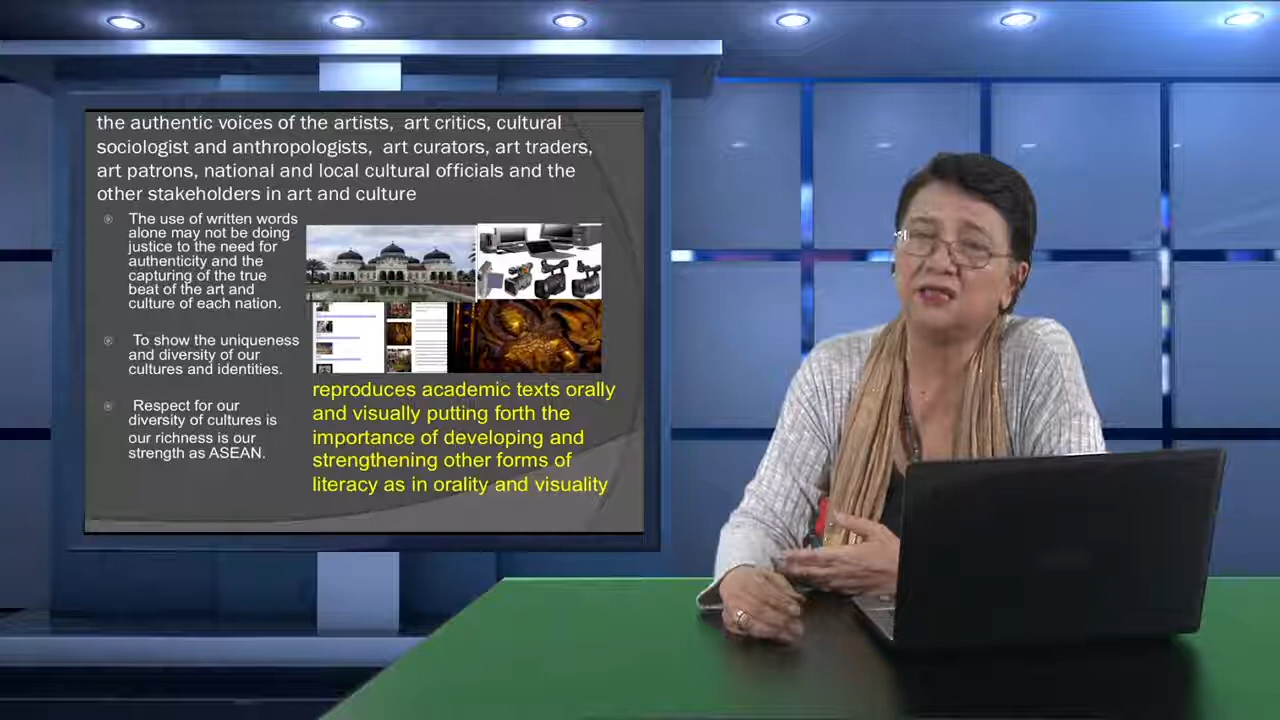 the authentic voices of the artists, art critics, cultural
sociologist and anthropologists, art curators, art traders,
art patrons, national and local cultural officials and the
other stakeholders in art and culture
The use of written words
alone may not be doing
justice to the need for
authenticity and the
capturing of the true
beat of the art and
culture of each nation.
To show the uniqueness
and diversity of our
cultures and identities.
Respect for our
diversity of cultures is
our richness is our
strength as ASEAN.
reproduces academic texts orally
and visually putting forth the
importance of developing and
strengthening other forms of
literacy as in orality and visuality